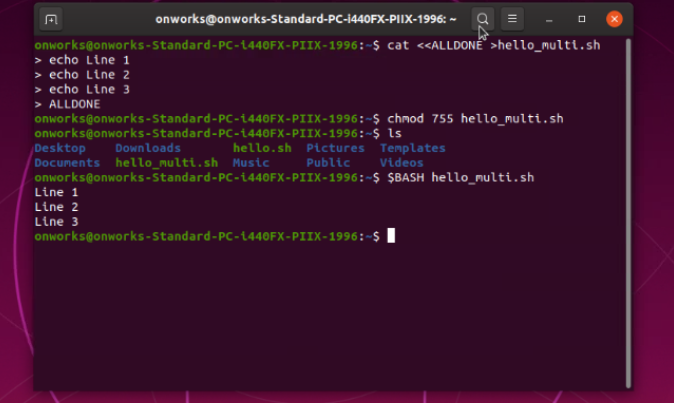 onworks@onworks-Standard-PC-i440FX-PIIX-1996: ~
onworks@onworks-Standard-PC-i440FX-PIIX-1996:~$ cat <<ALLDONE >hello_multi.sh
> echo Line 1
> echo Line 2
> echo Line 3
> ALLDONE
onworks@onworks-Standard-PC-i440FX-PIIX-1996:~$ chmod 755 hello_multi.sh
onworks@onworks-Standard-PC-i440FX-PIIX-1996:~$ ls
Desktop Downloads hello.sh Pictures Templates
Documents hello_multi.sh Music Public Videos
onworks@onworks-Standard-PC-i440FX-PIIX-1996:~$ $BASH hello_multi.sh
Line 1
Line 2
Line 3
onworks@onworks-Standard-PC-i440FX-PIIX-1996:~$